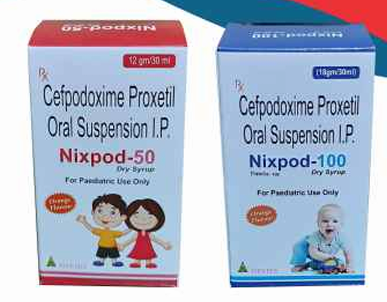 Nixpod-50
12 gm/30 ml
Rx
Cefpodoxime Proxetil
Oral Suspension I.P.
Nixpod-50
Dry Syrup
For Paediatric Use Only
Orange
Flavour
Nixpod-100
(18gm/30ml)
Rx
Cefpodoxime Proxetil
Oral Suspension I.P.
Nixpod-100
Dry Syrup
For Paediatric Use Only
Orange
Flavour